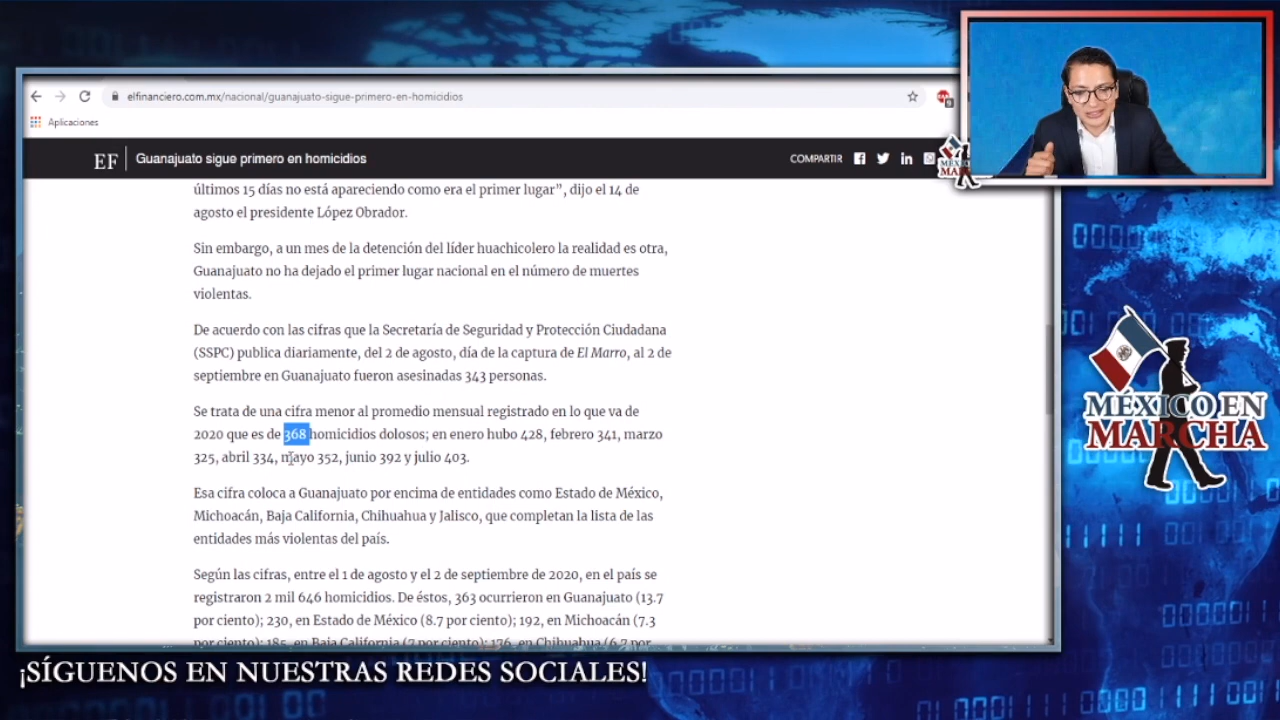 elfinanciero.com.mx/nacional/guanajuato-sigue-primero-en-homicidios
Aplicaciones
EF
Guanajuato sigue primero en homicidios
COMPARTIR
últimos 15 días no está apareciendo como era el primer lugar”, dijo el 14 de
agosto el presidente López Obrador.
Sin embargo, a un mes de la detención del líder huachicolero la realidad es otra,
Guanajuato no ha dejado el primer lugar nacional en el número de muertes
violentas.
De acuerdo con las cifras que la Secretaría de Seguridad y Protección Ciudadana
(SSPC) publica diariamente, del 2 de agosto, día de la captura de El Marro, al 2 de
septiembre en Guanajuato fueron asesinadas 343 personas.
Se trata de una cifra menor al promedio mensual registrado en lo que va de
2020 que es de 368 homicidios dolosos; en enero hubo 428, febrero 341, marzo
325, abril 334, mayo 352, junio 392 y julio 403.
Esa cifra coloca a Guanajuato por encima de entidades como Estado de México,
Michoacán, Baja California, Chihuahua y Jalisco, que completan la lista de las
entidades más violentas del país.
Según las cifras, entre el 1 de agosto y el 2 de septiembre de 2020, en el país se
registraron 2 mil 646 homicidios. De éstos, 363 ocurrieron en Guanajuato (13.7
por ciento); 230, en Estado de México (8.7 por ciento); 192, en Michoacán (7.3
por ciento); 185, en Baja California (7 por ciento); 176, en Chihuahua (6.7 por
MÉXICO EN
MARCHA
¡SÍGUENOS EN NUESTRAS REDES SOCIALES!